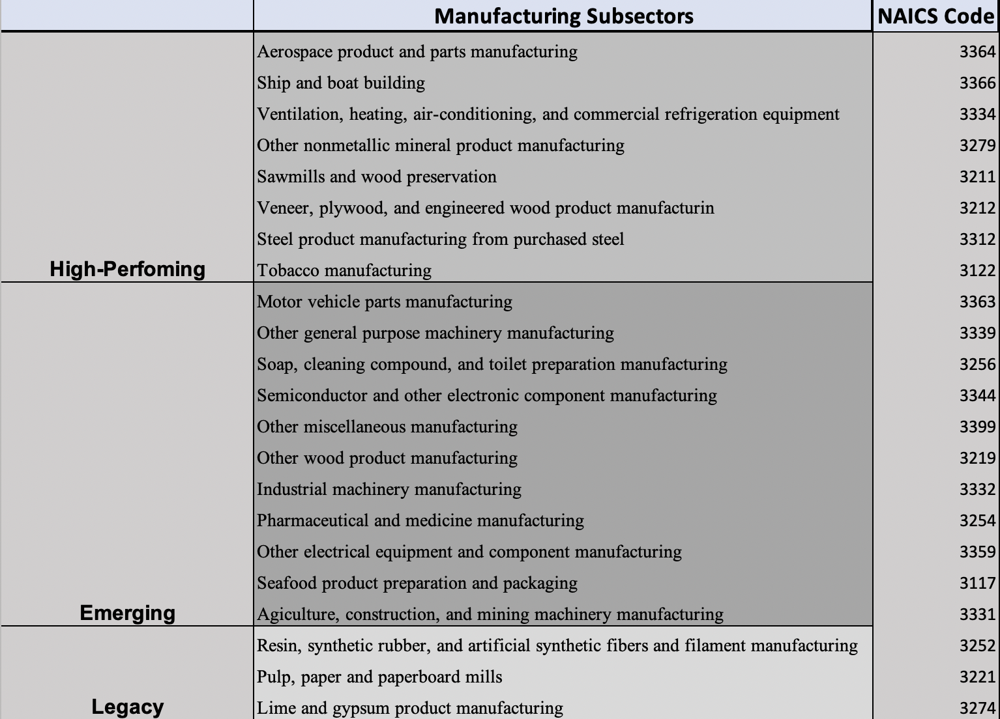 Manufacturing Subsectors NAICS Code
Aerospace product and parts manufacturing 3364
Ship and boat building 3366
Ventilation, heating, air-conditioning, and commercial refrigeration equipment 3334
Other nonmetallic mineral product manufacturing 3279
Sawmills and wood preservation 3211
Veneer, plywood, and engineered wood product manufacturin 3212
Steel product manufacturing from purchased steel 3312
High-Perfoming Tobacco manufacturing 3122
Motor vehicle parts manufacturing 3363
Other general purpose machinery manufacturing 3339
Soap, cleaning compound, and toilet preparation manufacturing 3256
Semiconductor and other electronic component manufacturing 3344
Other miscellaneous manufacturing 3399
Other wood product manufacturing 3219
Industrial machinery manufacturing 3332
Pharmaceutical and medicine manufacturing 3254
Other electrical equipment and component manufacturing 3359
Seafood product preparation and packaging 3117
Emerging Agiculture, construction, and mining machinery manufacturing 3331
Resin, synthetic rubber, and artificial synthetic fibers and filament manufacturing 3252
Pulp, paper and paperboard mills 3221
Legacy Lime and gypsum product manufacturing 3274